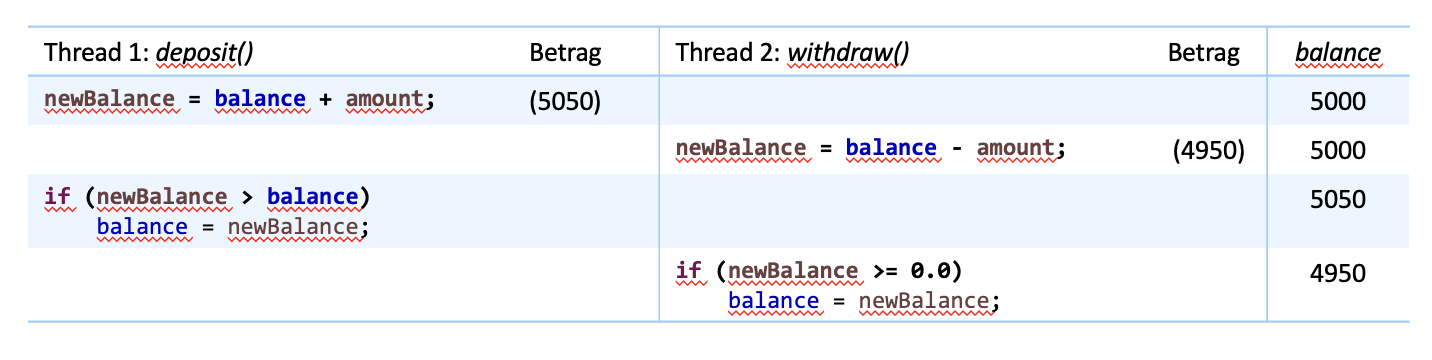 Thread 1: deposit() Betrag Thread 2: withdraw() Betrag balance
newBalance = balance + amount; (5050) 5000
newBalance = balance - amount; (4950) 5000
if (newBalance > balance) 5050
balance = newBalance;
if (newBalance >= 0.0) 4950
balance = newBalance;